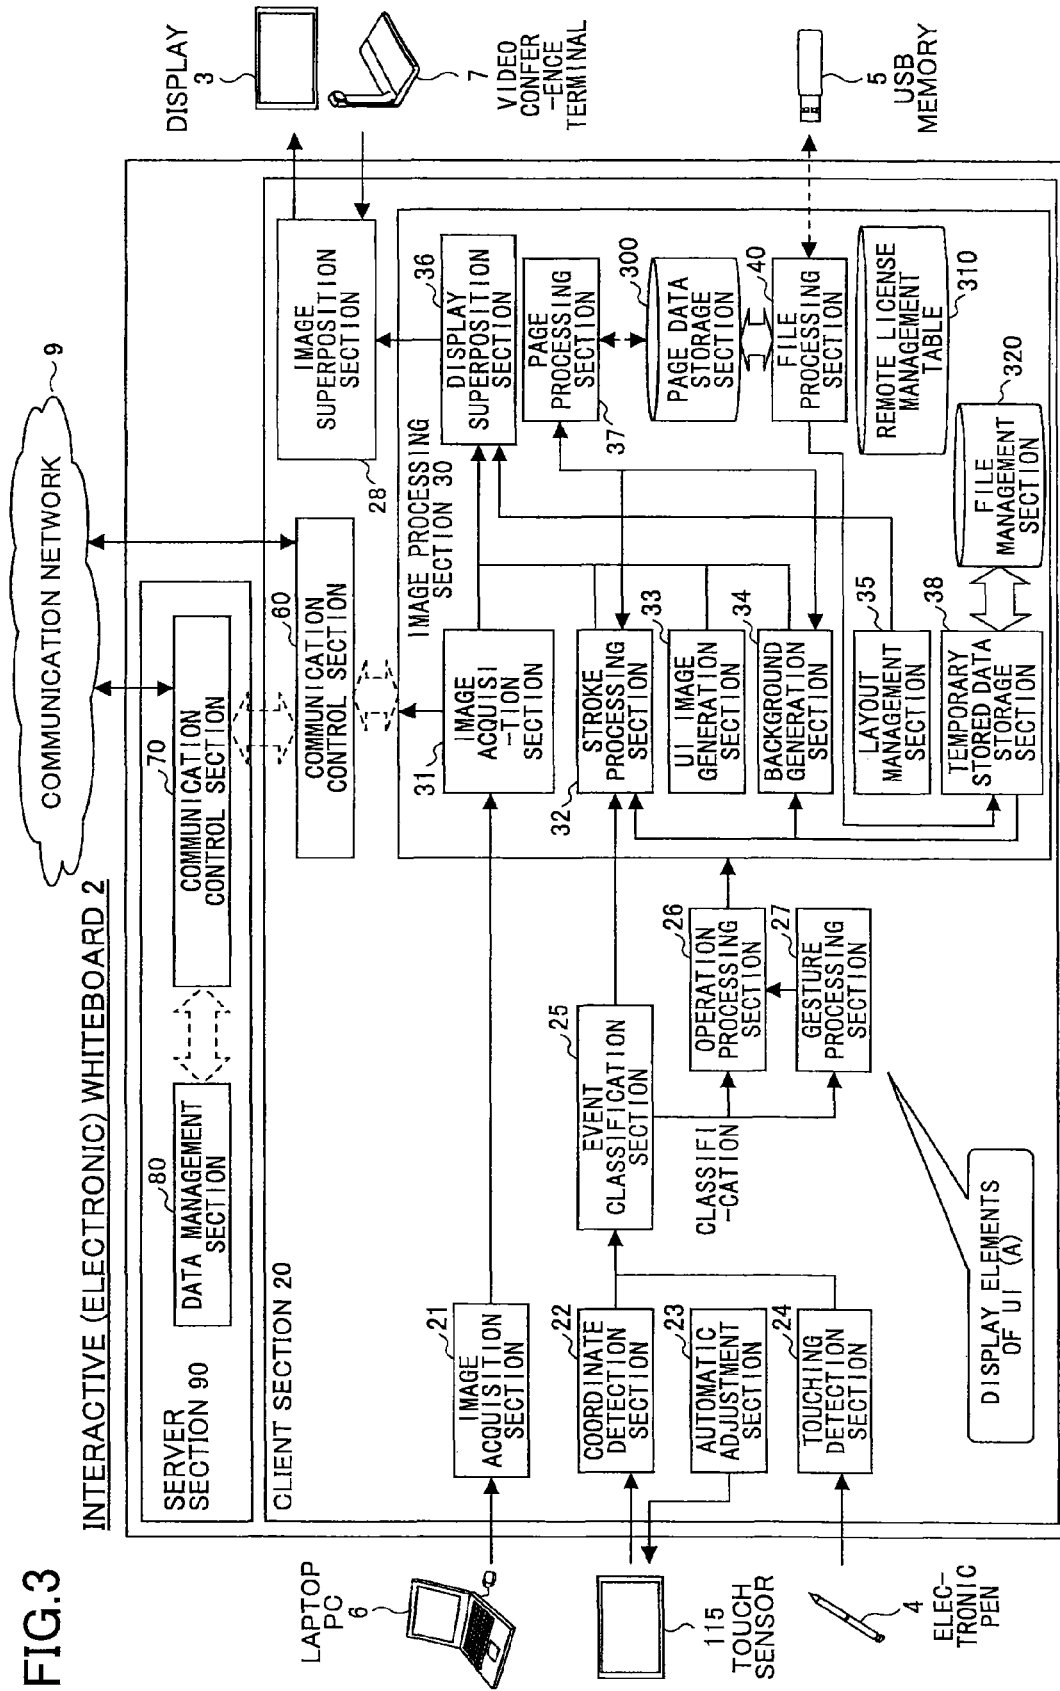 FIG.3
INTERACTIVE (ELECTRONIC) WHITEBOARD 2
COMMUNICATION NETWORK
9
SERVER
SECTION 90
80
DATA MANAGEMENT
SECTION
70
COMMUNICATION
CONTROL SECTION
CLIENT SECTION 20
60
COMMUNICATION
CONTROL SECTION
IMAGE
SUPERPOSITION
SECTION
28
DISPLAY
3
7
VIDEO
CONFER
-ENCE
TERMINAL
LAPTOP
PC
6
21
IMAGE
ACQUISITION
SECTION
IMAGE PROCESSING
SECTION 30
31
IMAGE
ACQUISI
-TION
SECTION
36
DISPLAY
SUPERPOSITION
SECTION
115
TOUCH
SENSOR
22
COORDINATE
DETECTION
SECTION
23
AUTOMATIC
ADJUSTMENT
SECTION
25
EVENT
CLASSIFICATION
SECTION
CLASSIFI
-CATION
32
STROKE
PROCESSING
SECTION
33
UI IMAGE
GENERATION
SECTION
34
BACKGROUND
GENERATION
SECTION
PAGE
PROCESSING
SECTION
37
300
PAGE DATA
STORAGE
SECTION
4
ELEC-
TRONIC
PEN
24
TOUCHING
DETECTION
SECTION
26
OPERATION
PROCESSING
SECTION
27
GESTURE
PROCESSING
SECTION
40
FILE
PROCESSING
SECTION
5
USB
MEMORY
35
LAYOUT
MANAGEMENT
SECTION
REMOTE LICENSE
MANAGEMENT
TABLE
310
38
TEMPORARY
STORED DATA
STORAGE
SECTION
320
FILE
MANAGEMENT
SECTION
DISPLAY ELEMENTS
OF UI (A)